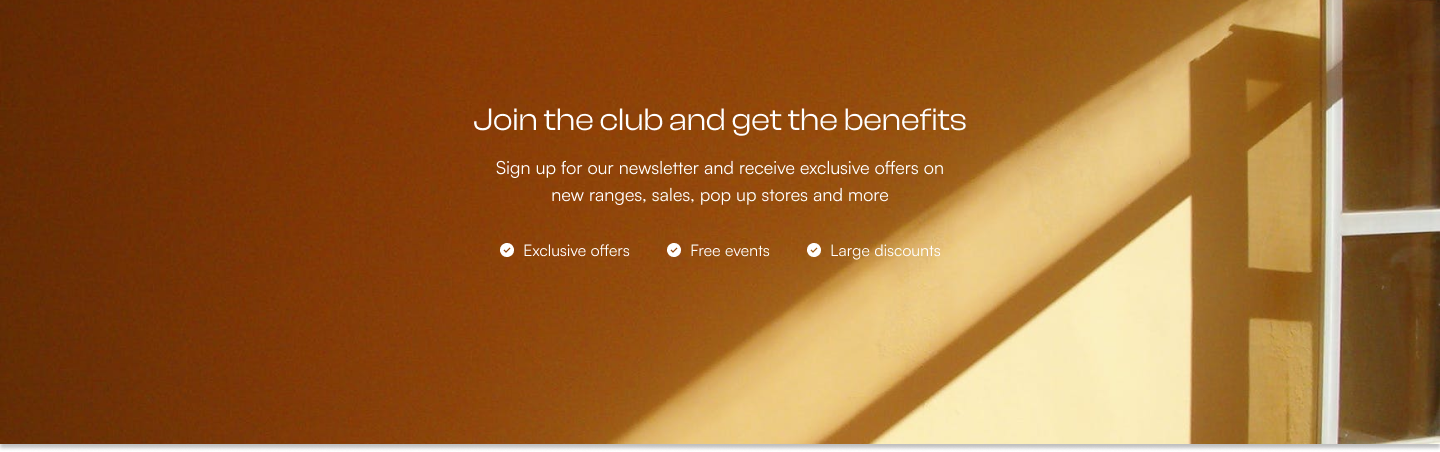 Join the club and get the benefits
Sign up for our newsletter and receive exclusive offers on
new ranges, sales, pop up stores and more
Exclusive offers Free events Large discounts